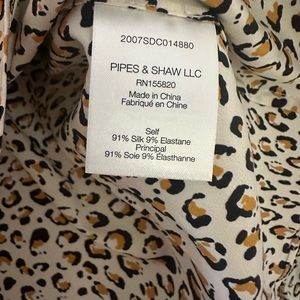 2007SDC014880
PIPES & SHAW LLC
RN155820
Made in China
Fabriqué en Chine
Self
91% Silk 9% Elastane
Principal
91% Soie 9% Elasthanne